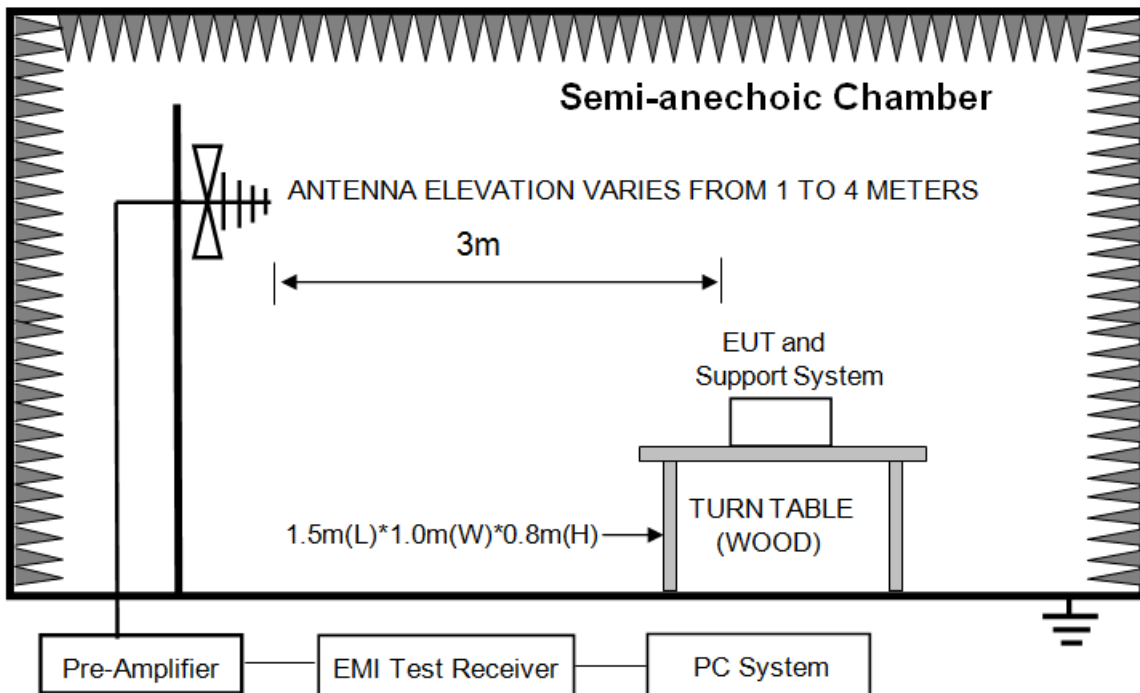 Semi-anechoic Chamber
ANTENNA ELEVATION VARIES FROM 1 TO 4 METERS
3m
EUT and
Support System
1.5m(L)*1.0m(W)*0.8m(H)
TURN TABLE
(WOOD)
Pre-Amplifier
EMI Test Receiver
PC System